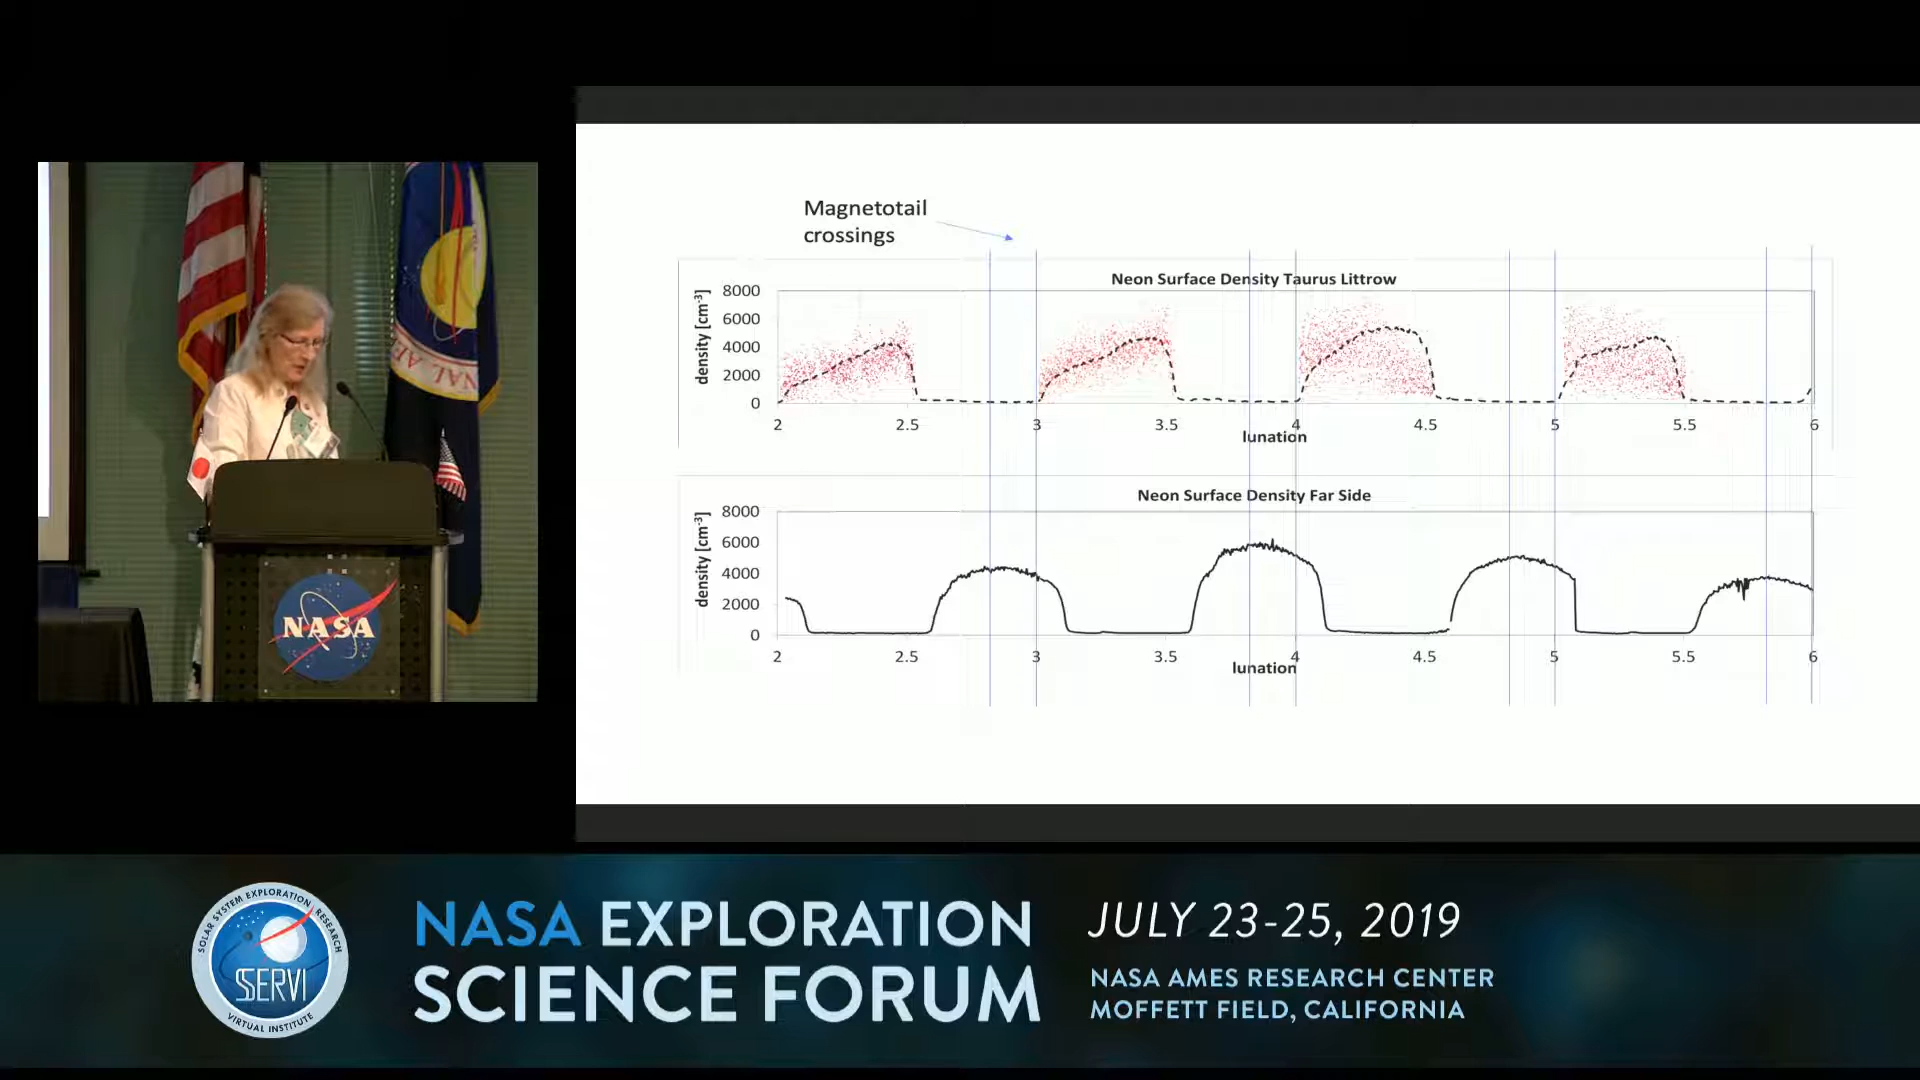 Magnetotail
crossings
Neon Surface Density Taurus Littrow
density [cm-3]
8000
6000
4000
2000
0
2 2.5 3 3.5 4 4.5 5 5.5 6
lunation
Neon Surface Density Far Side
density [cm-3]
8000
6000
4000
2000
0
2 2.5 3 3.5 4 4.5 5 5.5 6
lunation
NASA
SOLAR SYSTEM EXPLORATION RESEARCH
SSERVI
VIRTUAL INSTITUTE
NASA EXPLORATION
SCIENCE FORUM
JULY 23-25, 2019
NASA AMES RESEARCH CENTER
MOFFETT FIELD, CALIFORNIA